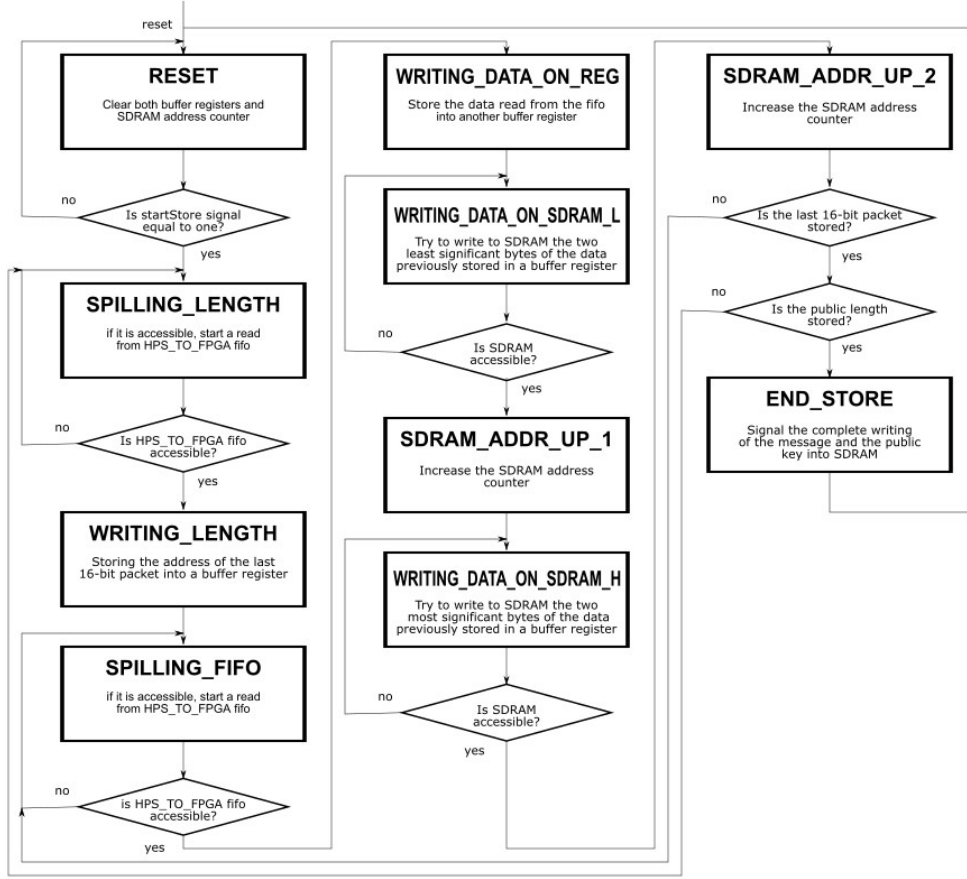 reset
RESET
Clear both buffer registers and
SDRAM address counter
no
Is startStore signal
equal to one?
yes
SPILLING_LENGTH
if it is accessible, start a read
from HPS_TO_FPGA fifo
no
Is HPS_TO_FPGA fifo
accessible?
yes
WRITING_LENGTH
Storing the address of the last
16-bit packet into a buffer register
SPILLING_FIFO
if it is accessible, start a read
from HPS_TO_FPGA fifo
no
is HPS_TO_FPGA fifo
accessible?
yes
WRITING_DATA_ON_REG
Store the data read from the fifo
into another buffer register
WRITING_DATA_ON_SDRAM_L
Try to write to SDRAM the two
least significant bytes of the data
previously stored in a buffer register
no
Is SDRAM
accessible?
yes
SDRAM_ADDR_UP_1
Increase the SDRAM address
counter
WRITING_DATA_ON_SDRAM_H
Try to write to SDRAM the two
most significant bytes of the data
previously stored in a buffer register
no
Is SDRAM
accessible?
yes
SDRAM_ADDR_UP_2
Increase the SDRAM address
counter
no
Is the last 16-bit packet
stored?
yes
no
Is the public length
stored?
yes
END_STORE
Signal the complete writing
of the message and the public
key into SDRAM